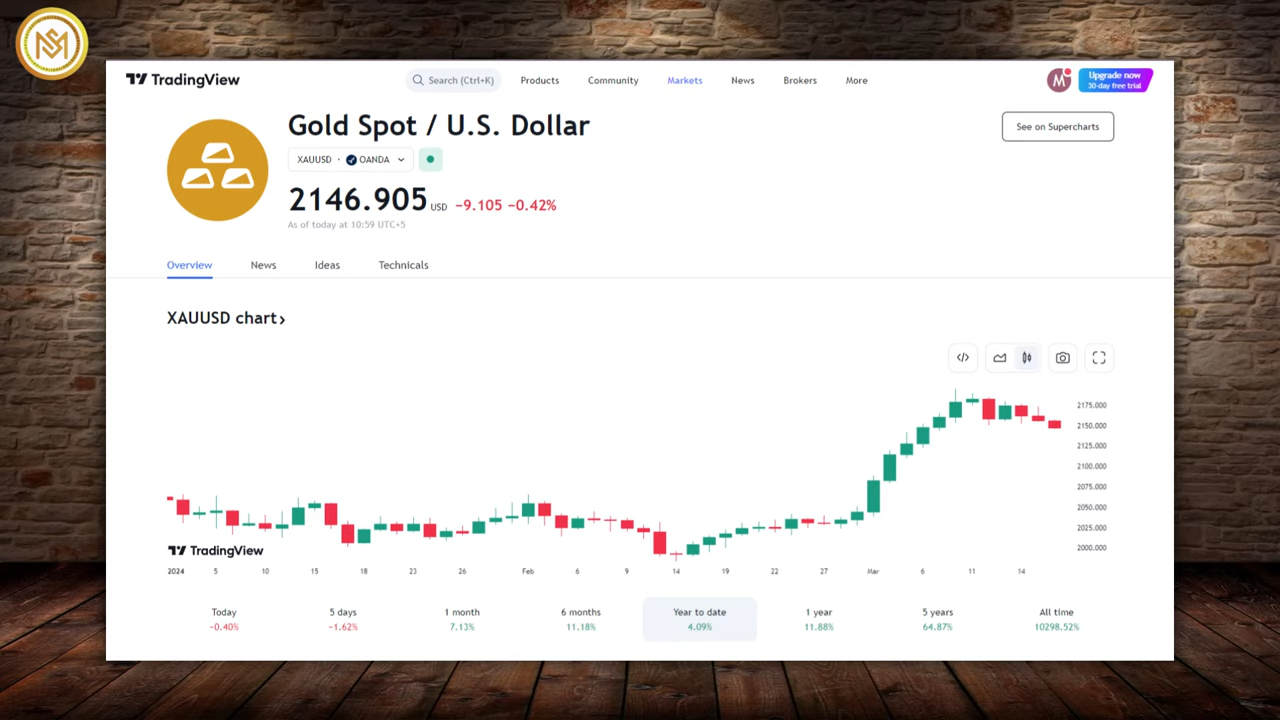 SM
TradingView
Search (Ctrl+K) Products Community Markets News Brokers More
M
Upgrade now
30-day free trial
Gold Spot / U.S. Dollar
See on Supercharts
XAUUSD · OANDA
2146.905 USD −9.105 −0.42%
As of today at 10:59 UTC+5
Overview News Ideas Technicals
XAUUSD chart ›
</>
2175.000
2150.000
2125.000
2100.000
2075.000
2050.000
2025.000
2000.000
TradingView
2024 5 10 15 18 23 26 Feb 6 9 14 19 22 27 Mar 6 11 14
Today 5 days 1 month 6 months Year to date 1 year 5 years All time
−0.40% −1.62% 7.13% 11.18% 4.09% 11.88% 64.87% 10298.52%